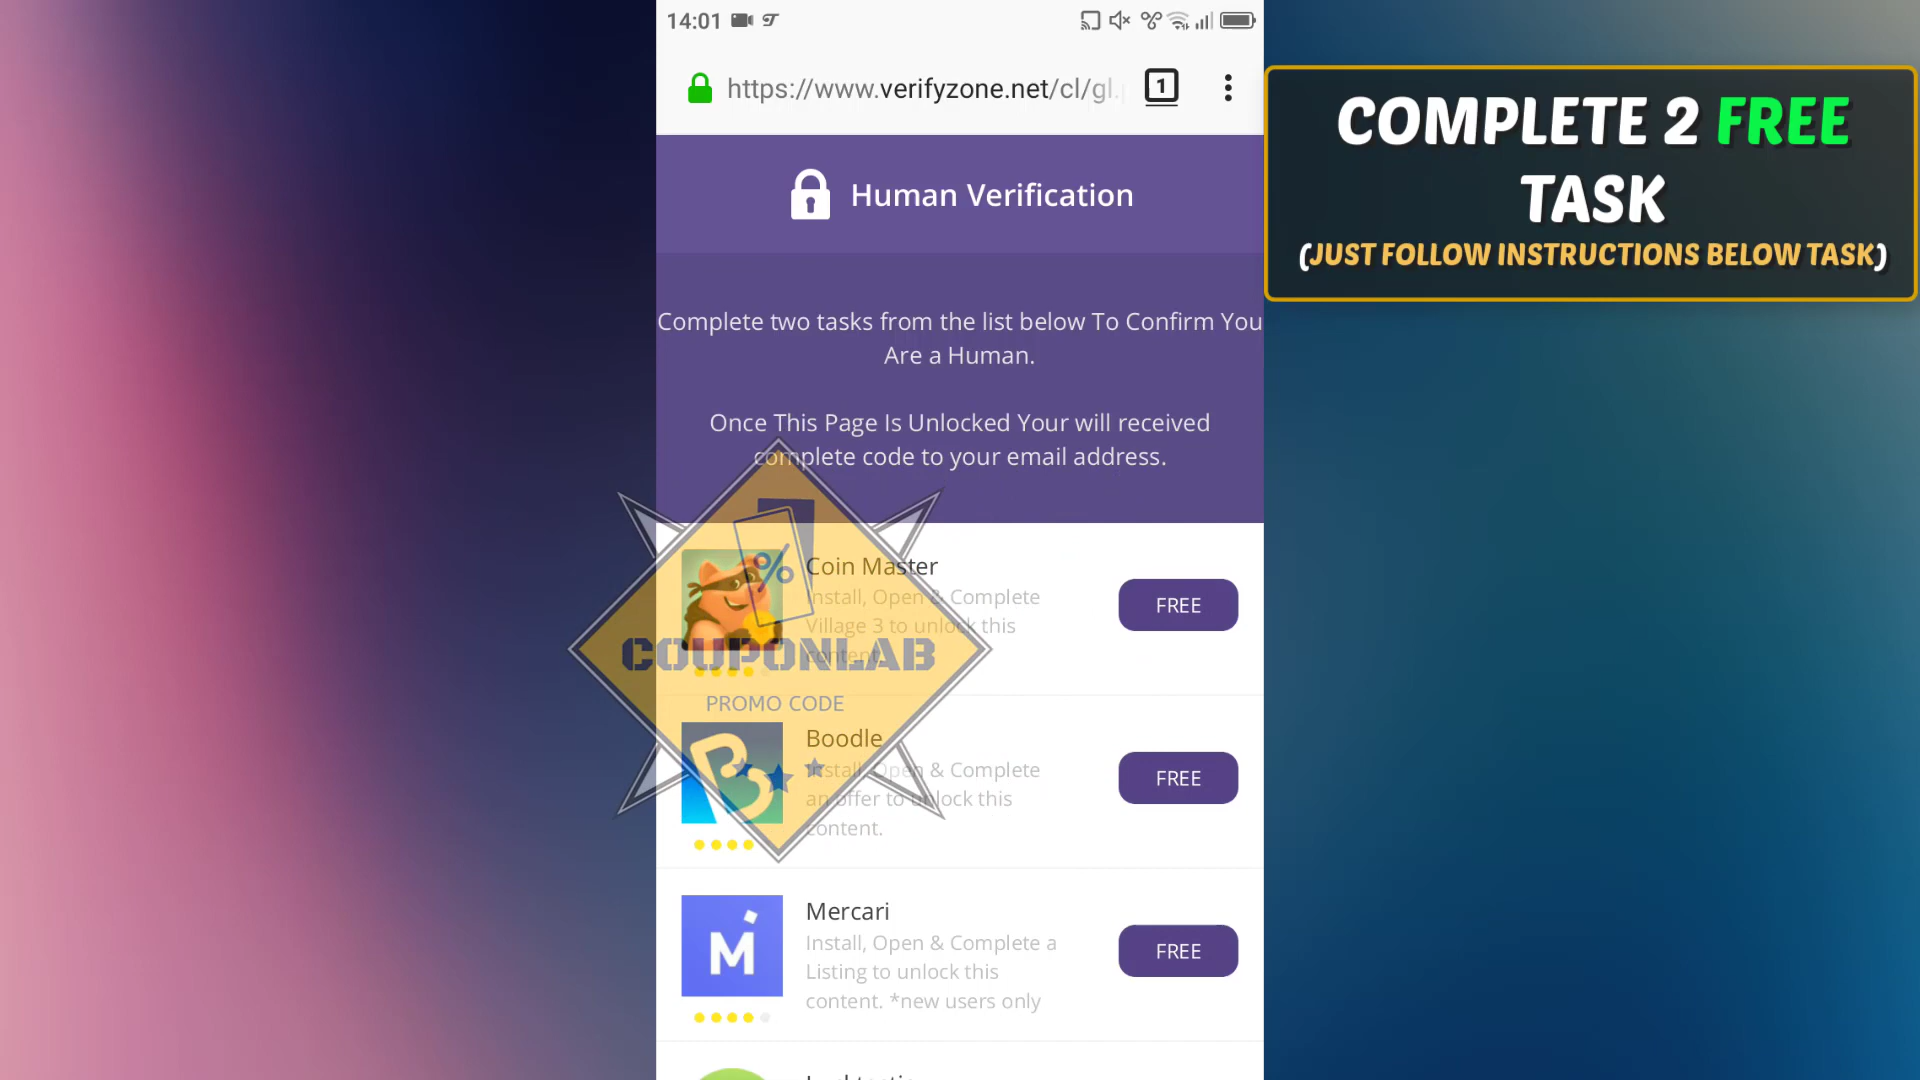 14:01
https://www.verifyzone.net/cl/gl.
1
COMPLETE 2 FREE
TASK
(JUST FOLLOW INSTRUCTIONS BELOW TASK)
Human Verification
Complete two tasks from the list below To Confirm You
Are a Human.
Once This Page Is Unlocked Your will received
complete code to your email address.
Coin Master
Install, Open & Complete
Village 3 to unlock this
content.
FREE
%
COUPONLAB
PROMO CODE
Boodle
Install, Open & Complete
an offer to unlock this
content.
FREE
Mercari
Install, Open & Complete a
Listing to unlock this
content. *new users only
FREE